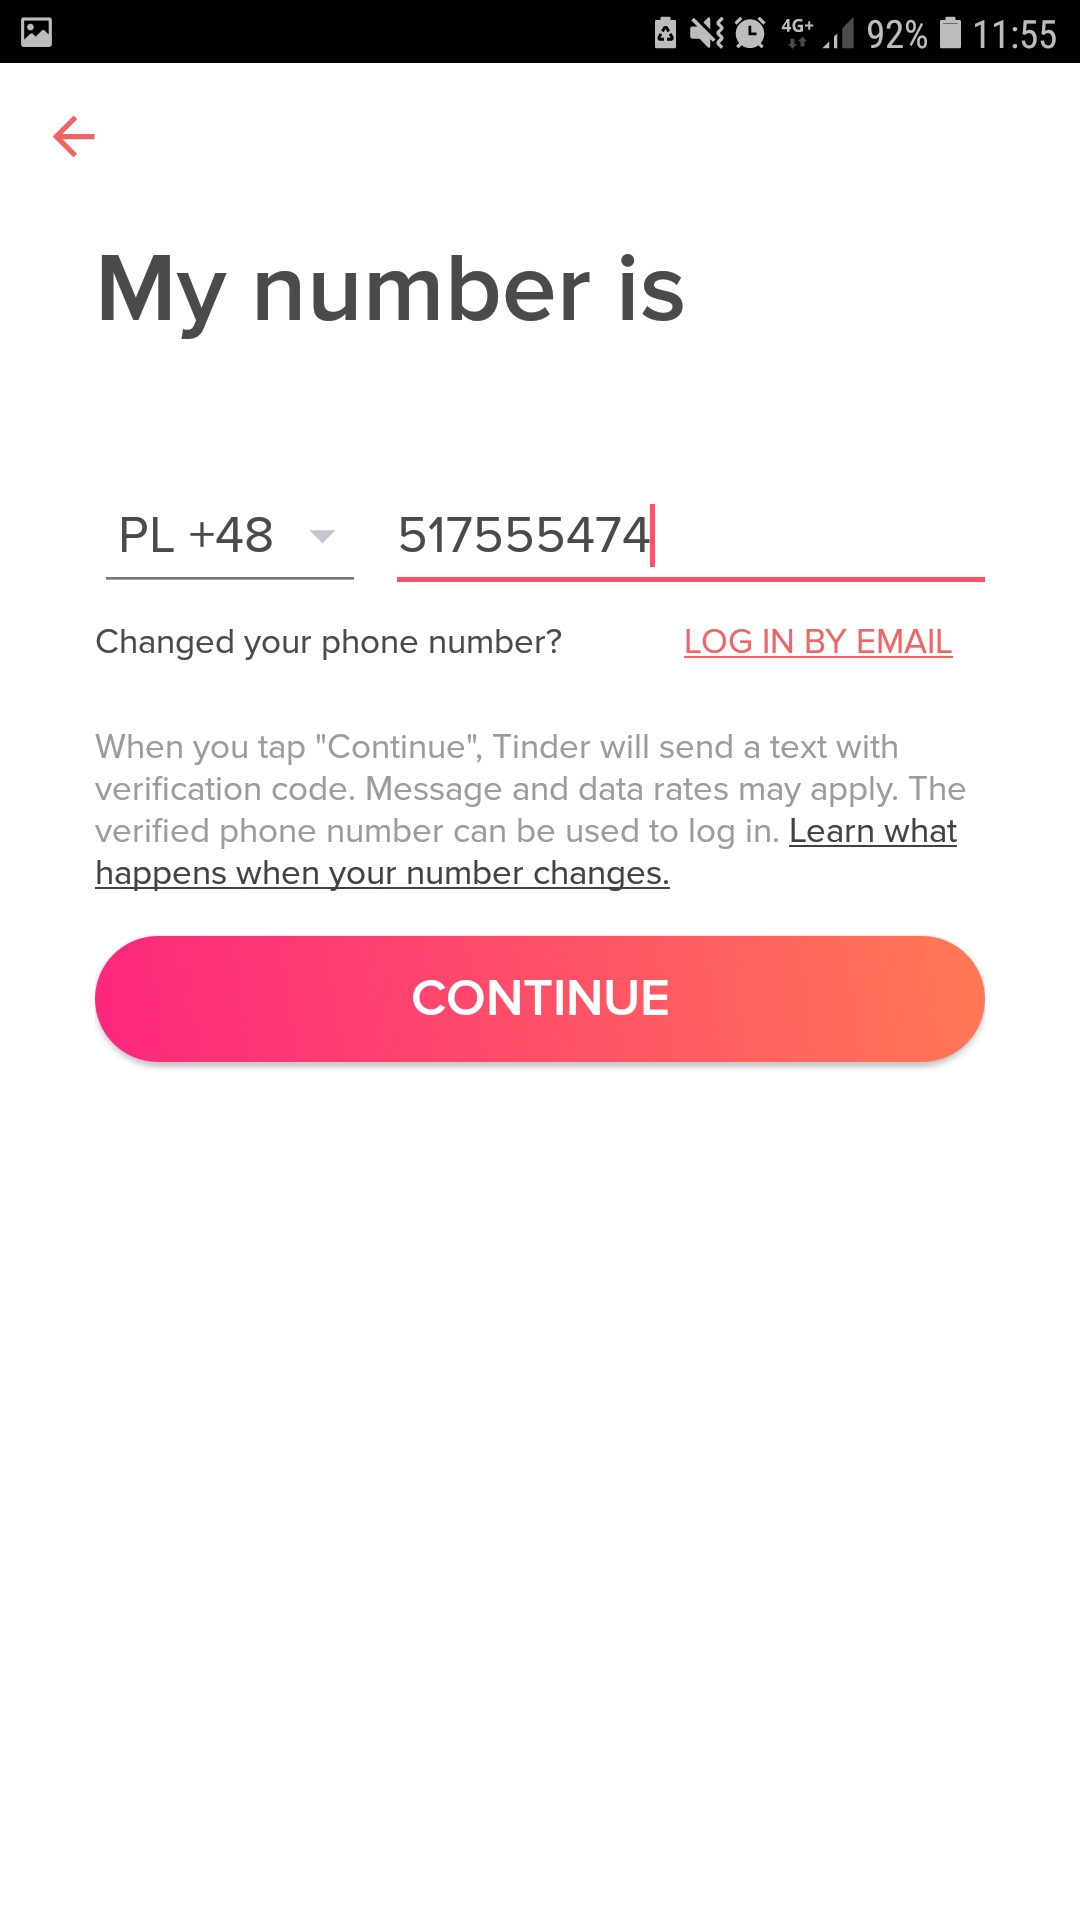 4G+ 92% 11:55
My number is
PL +48 517555474
Changed your phone number? LOG IN BY EMAIL
When you tap "Continue", Tinder will send a text with
verification code. Message and data rates may apply. The
verified phone number can be used to log in. Learn what
happens when your number changes.
CONTINUE